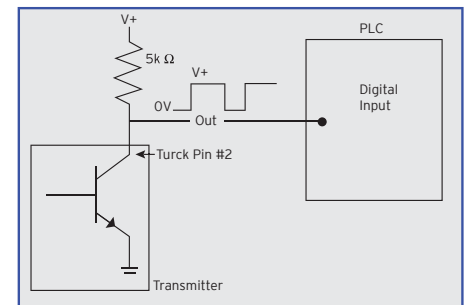 V+
PLC
5k Ω
V+
Digital
Input
0V
Out
Turck Pin #2
Transmitter